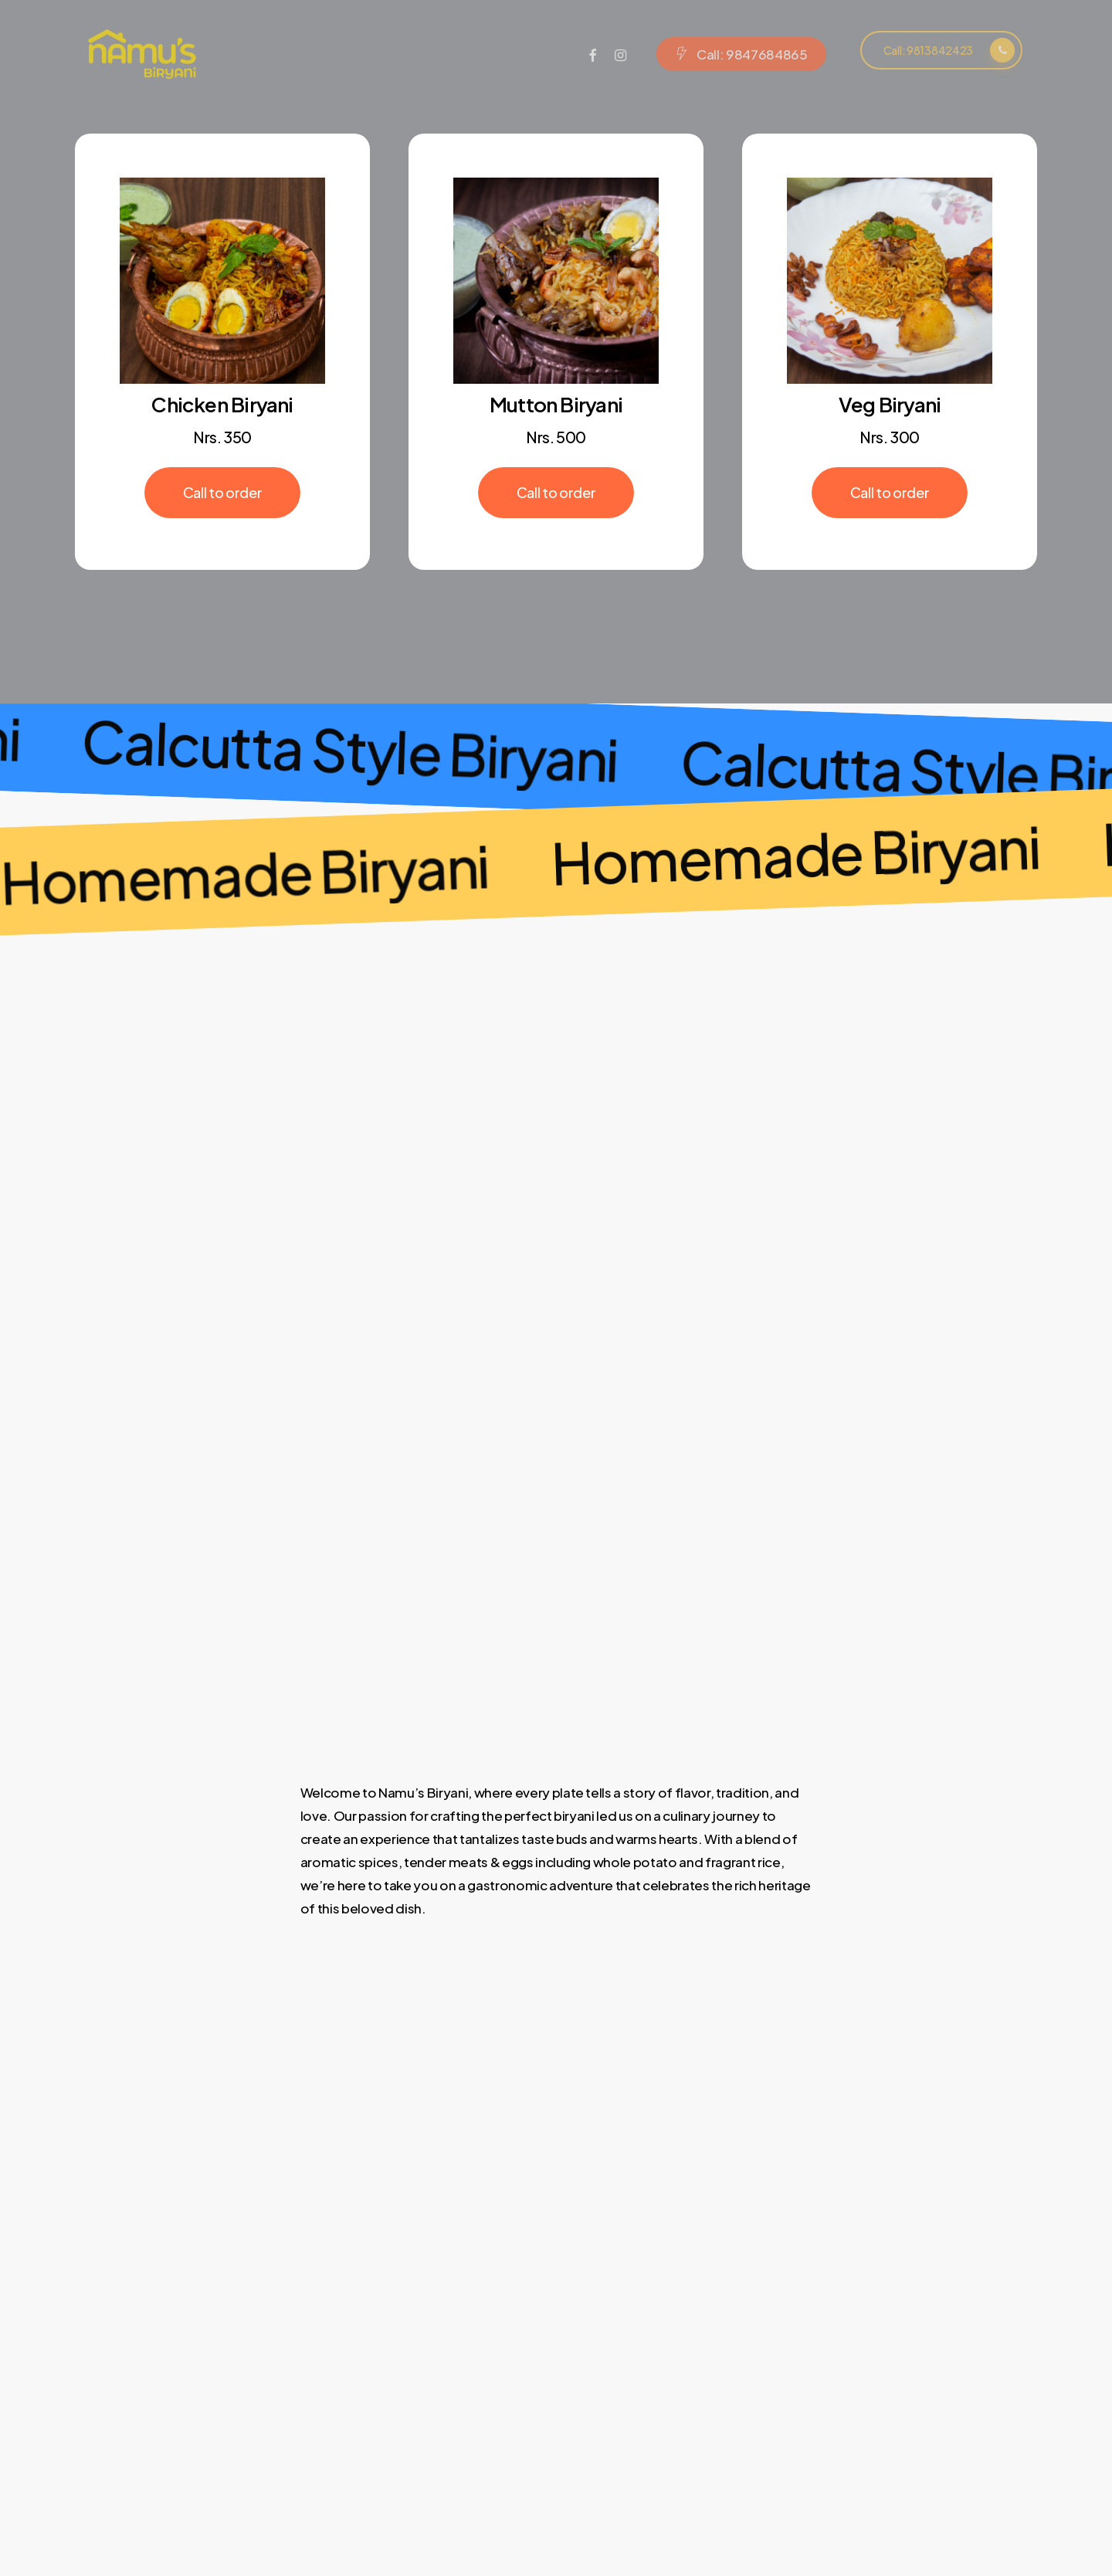 namu's
BiRyani
Call: 9847684865
Call: 9813842423
Chicken Biryani
Nrs. 350
Call to order
Mutton Biryani
Nrs. 500
Call to order
Veg Biryani
Nrs. 300
Call to order
Calcutta Style Biryani
Calcutta Style Bir
Homemade Biryani
Homemade Biryani
Welcome to Namu’s Biryani, where every plate tells a story of flavor, tradition, and
love. Our passion for crafting the perfect biryani led us on a culinary journey to
create an experience that tantalizes taste buds and warms hearts. With a blend of
aromatic spices, tender meats & eggs including whole potato and fragrant rice,
we’re here to take you on a gastronomic adventure that celebrates the rich heritage
of this beloved dish.